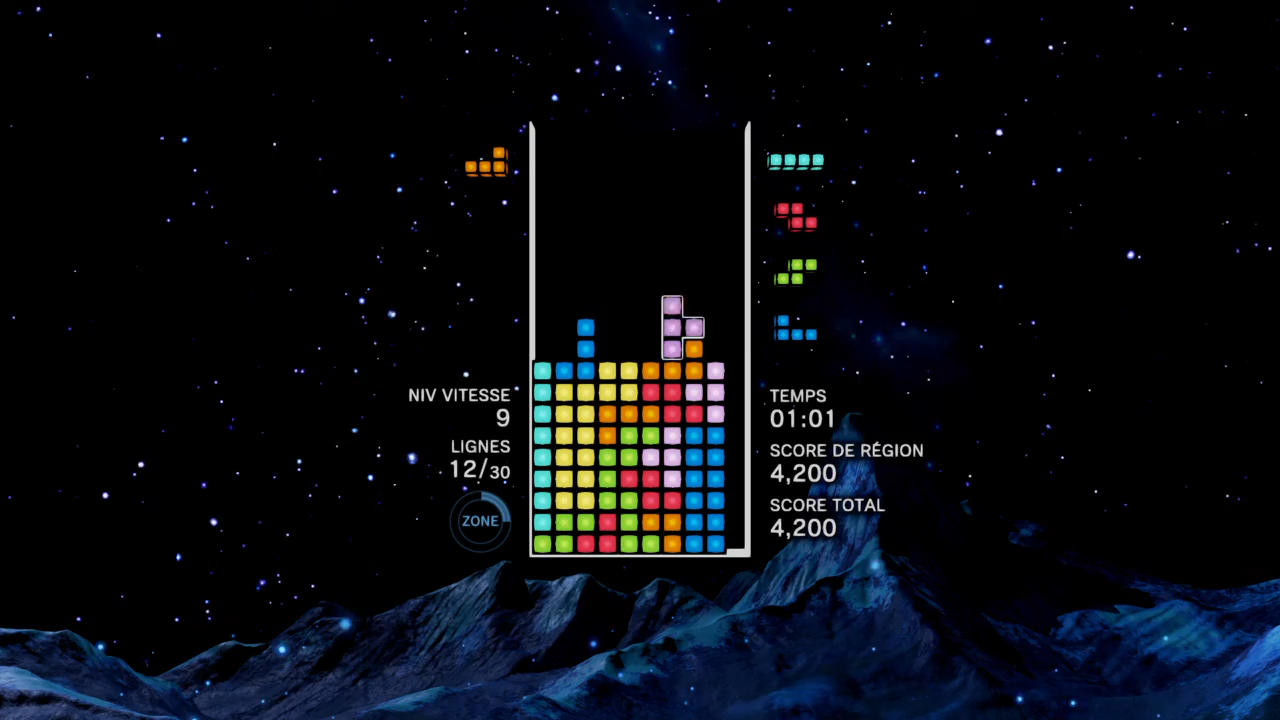 NIV VITESSE
9
LIGNES
12/30
ZONE
TEMPS
01:01
SCORE DE RÉGION
4,200
SCORE TOTAL
4,200